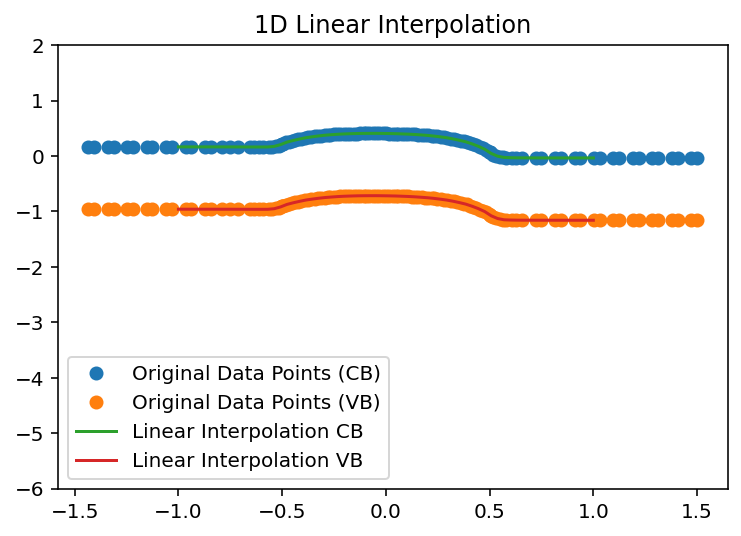 1D Linear Interpolation
2
1
0
−1
−2
−3
−4
−5
−6
Original Data Points (CB)
Original Data Points (VB)
Linear Interpolation CB
Linear Interpolation VB
−1.5 −1.0 −0.5 0.0 0.5 1.0 1.5